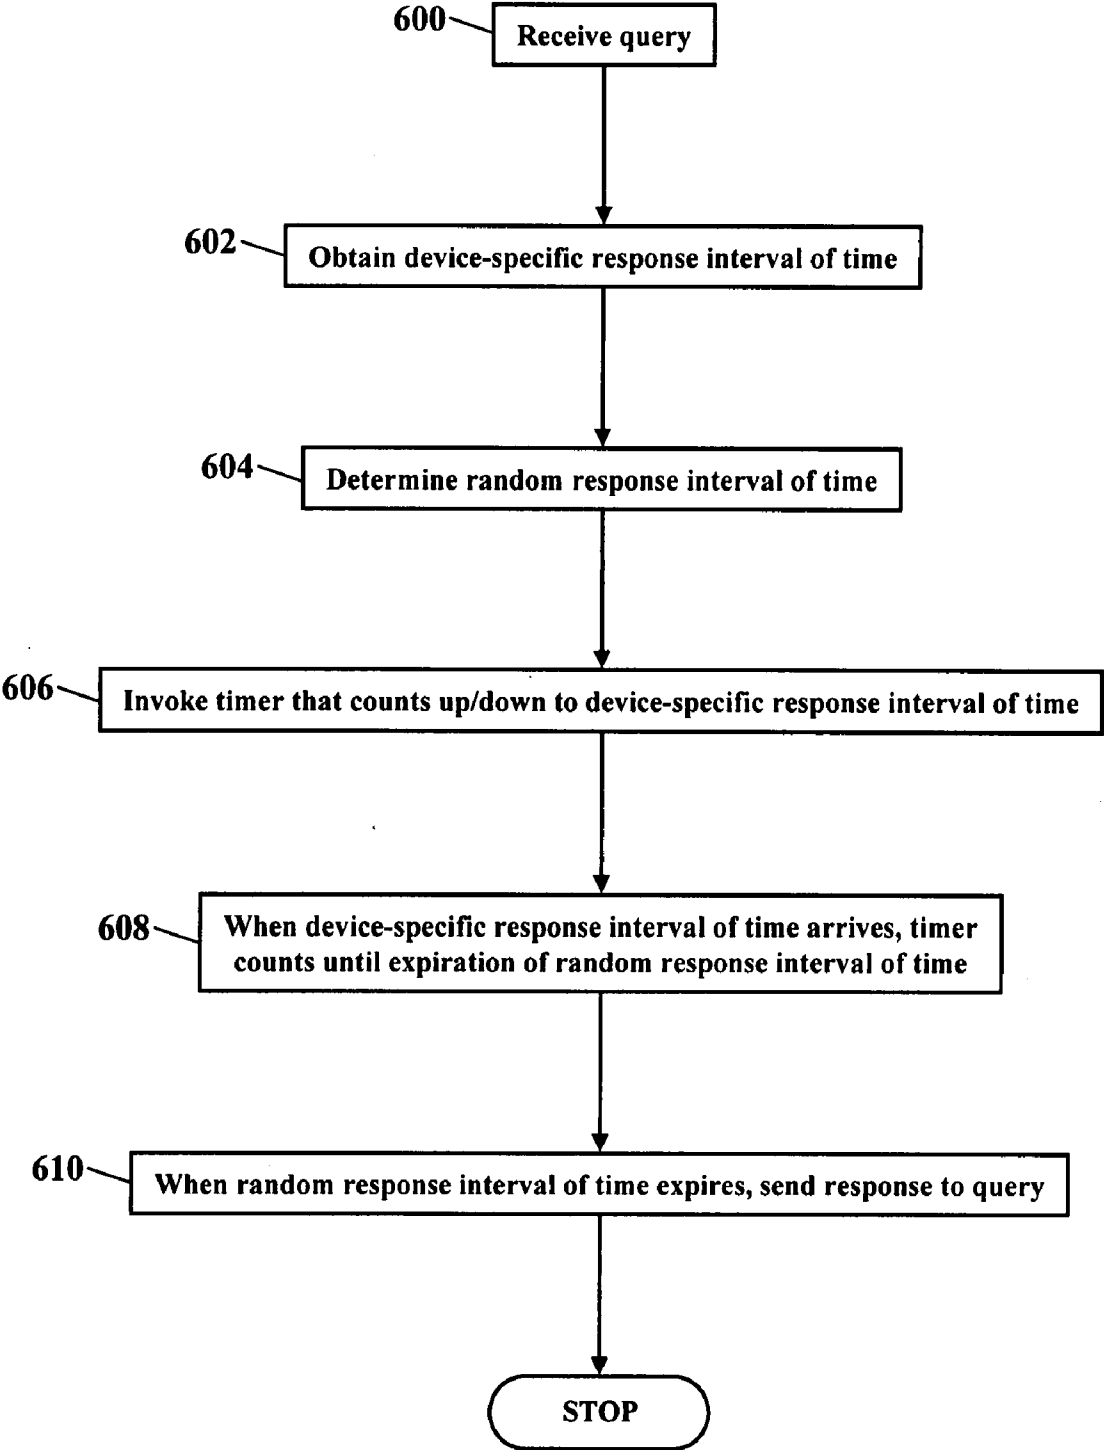 600
Receive query
602
Obtain device-specific response interval of time
604
Determine random response interval of time
606
Invoke timer that counts up/down to device-specific response interval of time
608
When device-specific response interval of time arrives, timer
counts until expiration of random response interval of time
610
When random response interval of time expires, send response to query
STOP